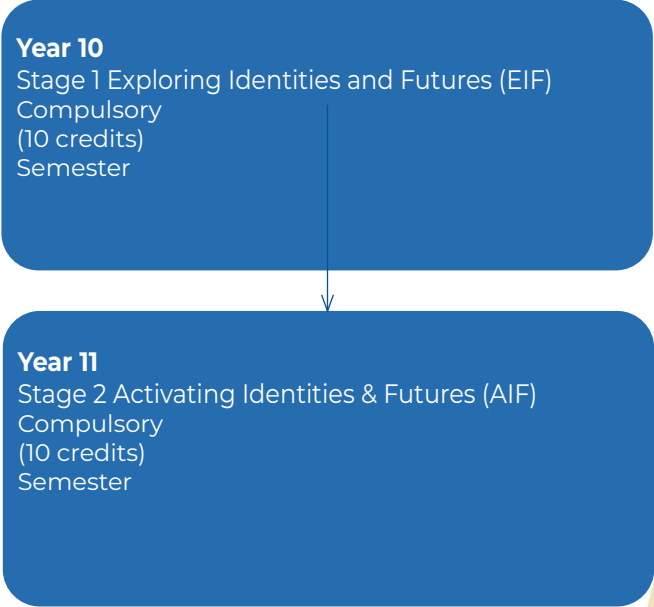 Year 10
Stage 1 Exploring Identities and Futures (EIF)
Compulsory
(10 credits)
Semester
Year 11
Stage 2 Activating Identities & Futures (AIF)
Compulsory
(10 credits)
Semester